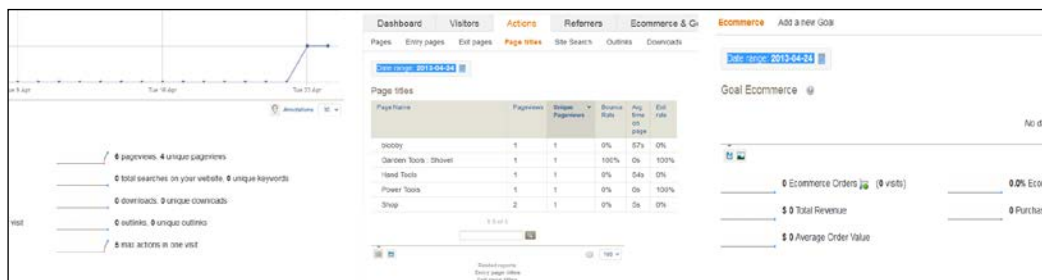 Tue 16 Apr
Tue 23 Apr
Annotations
6 pageviews, 4 unique pageviews
0 total searches on your website, 0 unique keywords
0 downloads, 0 unique downloads
visit
0 outlinks, 0 unique outlinks
5 max actions in one visit
Dashboard Visitors Actions Referrers Ecommerce &
Pages Entry pages Exit pages Page titles Site Search Outlinks Downloads
Date range: 2013-04-24
Page titles
Page Name Pageviews Unique Pageviews Bounce Rate Avg. time on page Exit rate
blobby 1 1 0% 57s 0%
Garden Tools : Shovel 1 1 100% 0s 100%
Hand Tools 1 1 0% 54s 0%
Power Tools 1 1 0% 0s 100%
Shop 2 1 0% 3s 0%
Related reports
Entry page titles
Ecommerce Add a new Goal
Date range: 2013-04-24
Goal Ecommerce
No d
0 Ecommerce Orders (0 visits)
0.0% Eco
$ 0 Total Revenue
0 Purcha
$ 0 Average Order Value